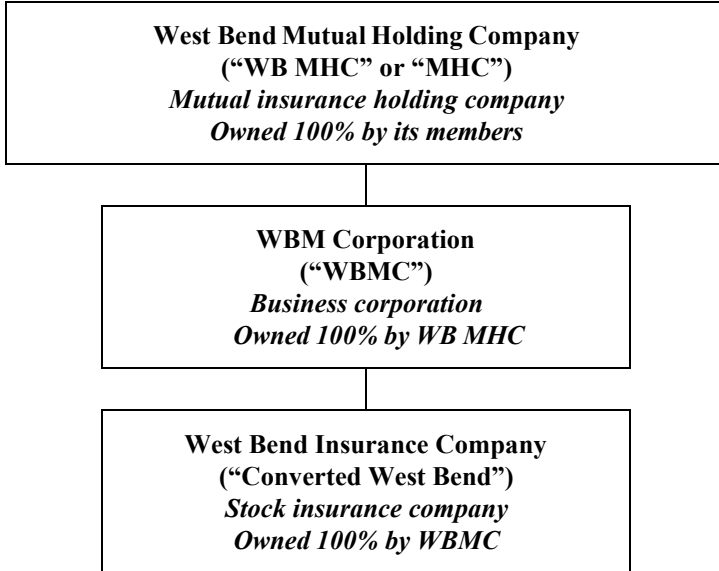 West Bend Mutual Holding Company
(“WB MHC” or “MHC”)
Mutual insurance holding company
Owned 100% by its members
WBM Corporation
(“WBMC”)
Business corporation
Owned 100% by WB MHC
West Bend Insurance Company
(“Converted West Bend”)
Stock insurance company
Owned 100% by WBMC